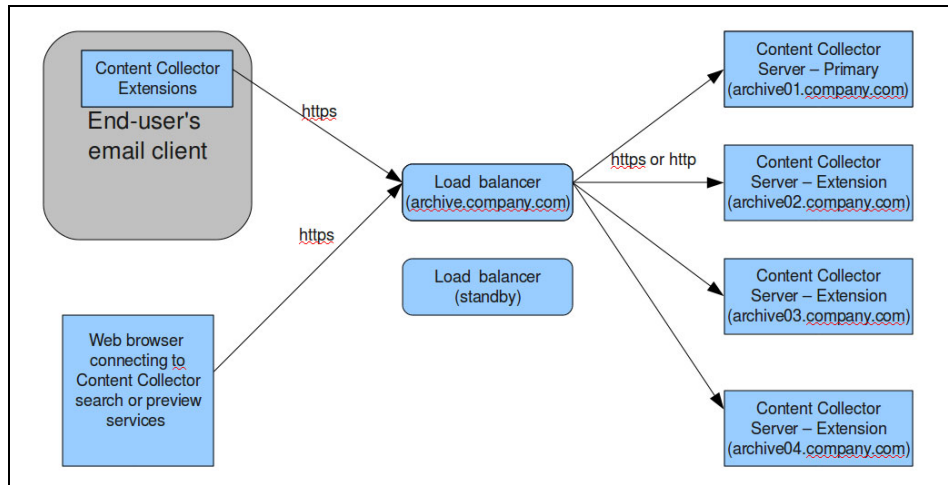 Content Collector
Extensions
End-user's
email client
https
https
Web browser
connecting to
Content Collector
search or preview
services
Load balancer
(archive.company.com)
Load balancer
(standby)
https or http
Content Collector
Server – Primary
(archive01.company.com)
Content Collector
Server – Extension
(archive02.company.com)
Content Collector
Server – Extension
(archive03.company.com)
Content Collector
Server – Extension
(archive04.company.com)